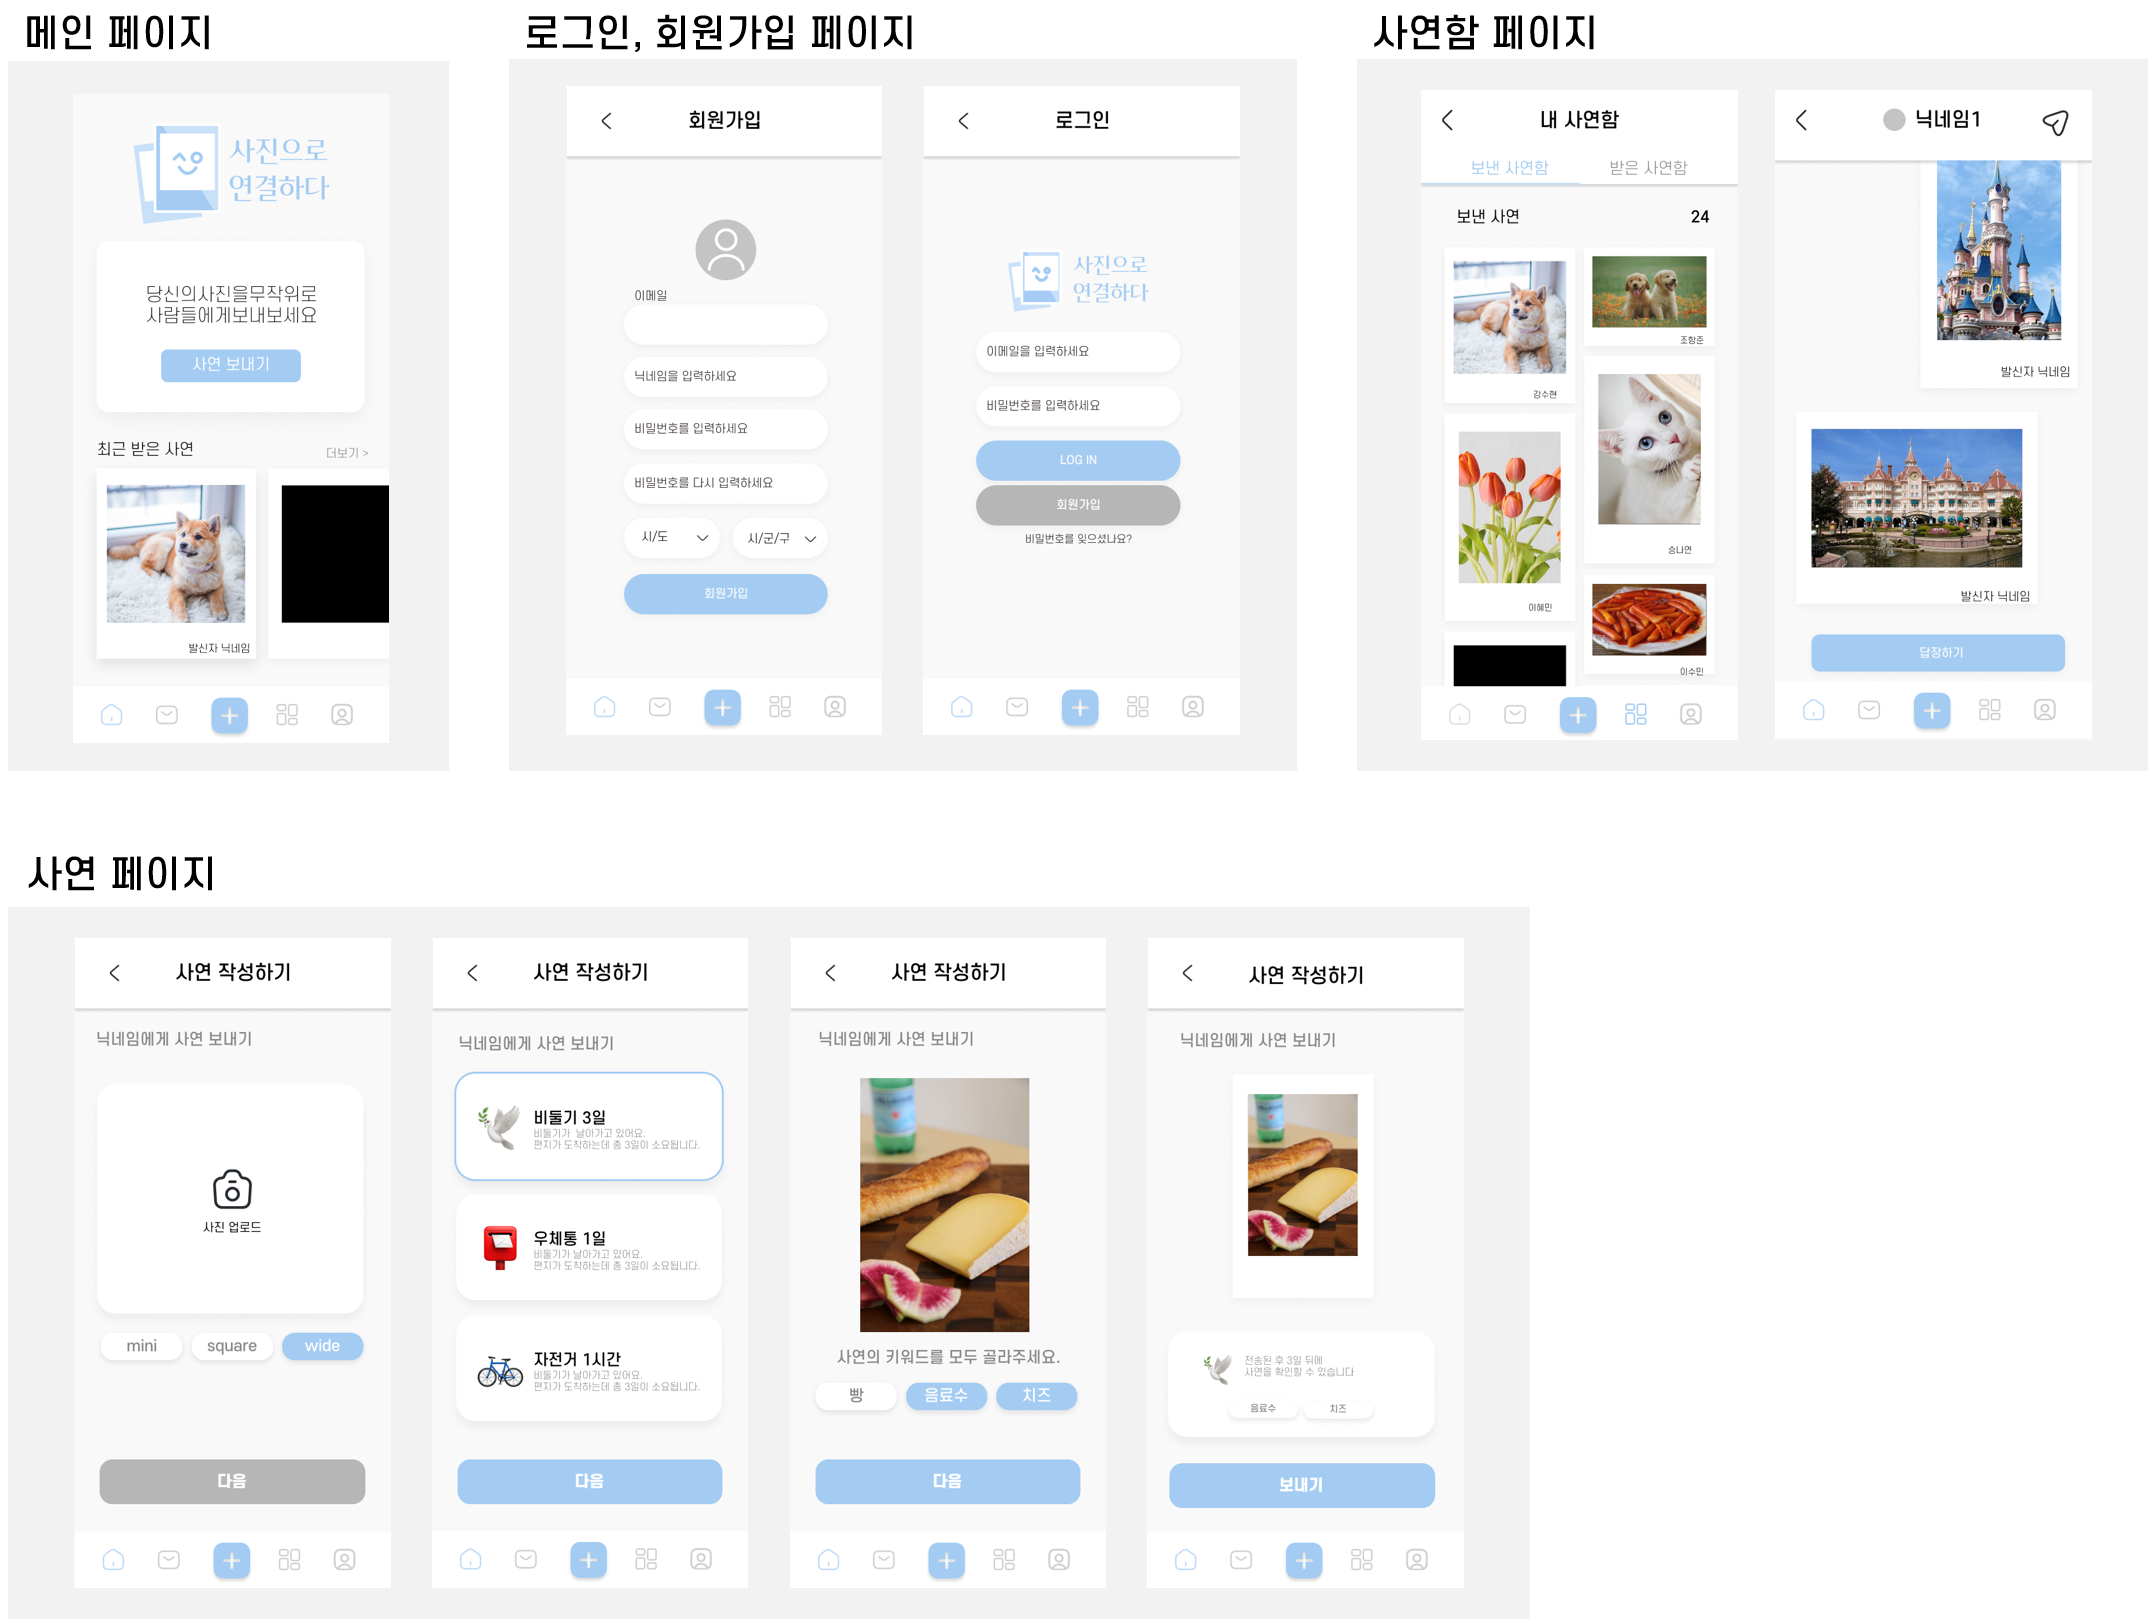 메인 페이지
사진으로
연결하다
당신의사진을무작위로
사람들에게보내보세요
사연 보내기
최근 받은 사연
더보기 >
발신자 닉네임
로그인, 회원가입 페이지
회원가입
이메일
닉네임을 입력하세요
비밀번호를 입력하세요
비밀번호를 다시 입력하세요
시/도
시/군/구
회원가입
로그인
사진으로
연결하다
이메일을 입력하세요
비밀번호를 입력하세요
LOG IN
회원가입
비밀번호를 잊으셨나요?
사연함 페이지
내 사연함
보낸 사연함
받은 사연함
보낸 사연
24
강수현
조항준
이혜민
송나연
이수민
닉네임1
발신자 닉네임
발신자 닉네임
답장하기
사연 페이지
사연 작성하기
닉네임에게 사연 보내기
사진 업로드
mini
square
wide
다음
사연 작성하기
닉네임에게 사연 보내기
비둘기 3일
비둘기가 날아가고 있어요.
편지가 도착하는데 총 3일이 소요됩니다.
우체통 1일
비둘기가 날아가고 있어요.
편지가 도착하는데 총 3일이 소요됩니다.
자전거 1시간
비둘기가 날아가고 있어요.
편지가 도착하는데 총 3일이 소요됩니다.
다음
사연 작성하기
닉네임에게 사연 보내기
사연의 키워드를 모두 골라주세요.
빵
음료수
치즈
다음
사연 작성하기
닉네임에게 사연 보내기
전송된 후 3일 뒤에
사연을 확인할 수 있습니다
음료수
치즈
보내기